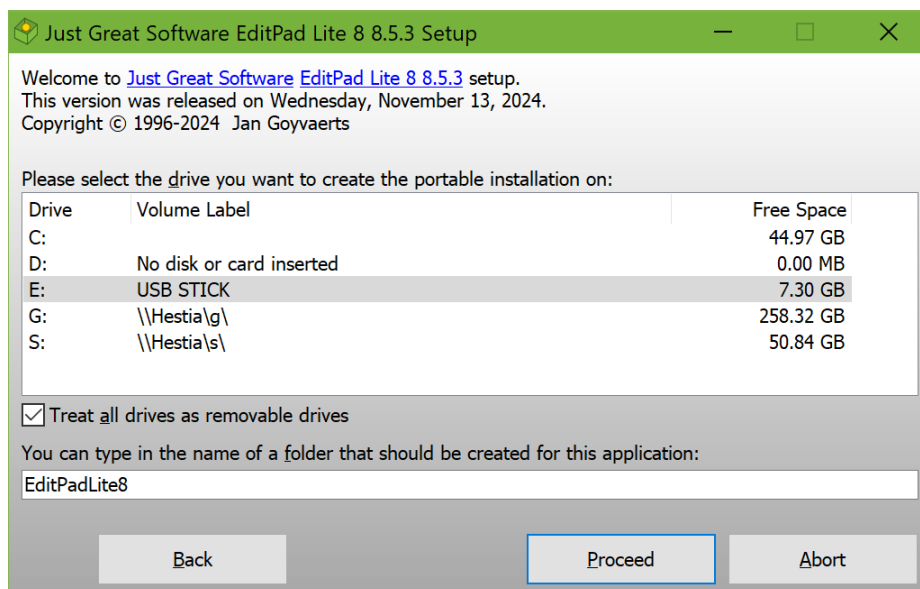 Just Great Software EditPad Lite 8 8.5.3 Setup
Welcome to Just Great Software EditPad Lite 8 8.5.3 setup.
This version was released on Wednesday, November 13, 2024.
Copyright © 1996-2024  Jan Goyvaerts
Please select the drive you want to create the portable installation on:
Drive Volume Label Free Space
C: 44.97 GB
D: No disk or card inserted 0.00 MB
E: USB STICK 7.30 GB
G: \\Hestia\g\ 258.32 GB
S: \\Hestia\s\ 50.84 GB
Treat all drives as removable drives
You can type in the name of a folder that should be created for this application:
EditPadLite8
Back Proceed Abort